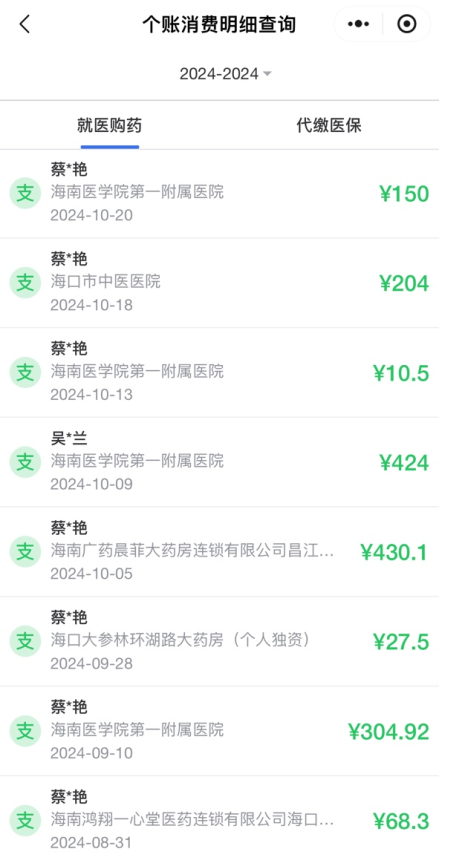 个账消费明细查询
2024-2024
就医购药 代缴医保
蔡*艳
支 海南医学院第一附属医院 ¥150
2024-10-20
蔡*艳
支 海口市中医医院 ¥204
2024-10-18
蔡*艳
支 海南医学院第一附属医院 ¥10.5
2024-10-13
吴*兰
支 海南医学院第一附属医院 ¥424
2024-10-09
蔡*艳
支 海南广药晨菲大药房连锁有限公司昌江... ¥430.1
2024-10-05
蔡*艳
支 海口大参林环湖路大药房（个人独资） ¥27.5
2024-09-28
蔡*艳
支 海南医学院第一附属医院 ¥304.92
2024-09-10
蔡*艳
支 海南鸿翔一心堂医药连锁有限公司海口... ¥68.3
2024-08-31